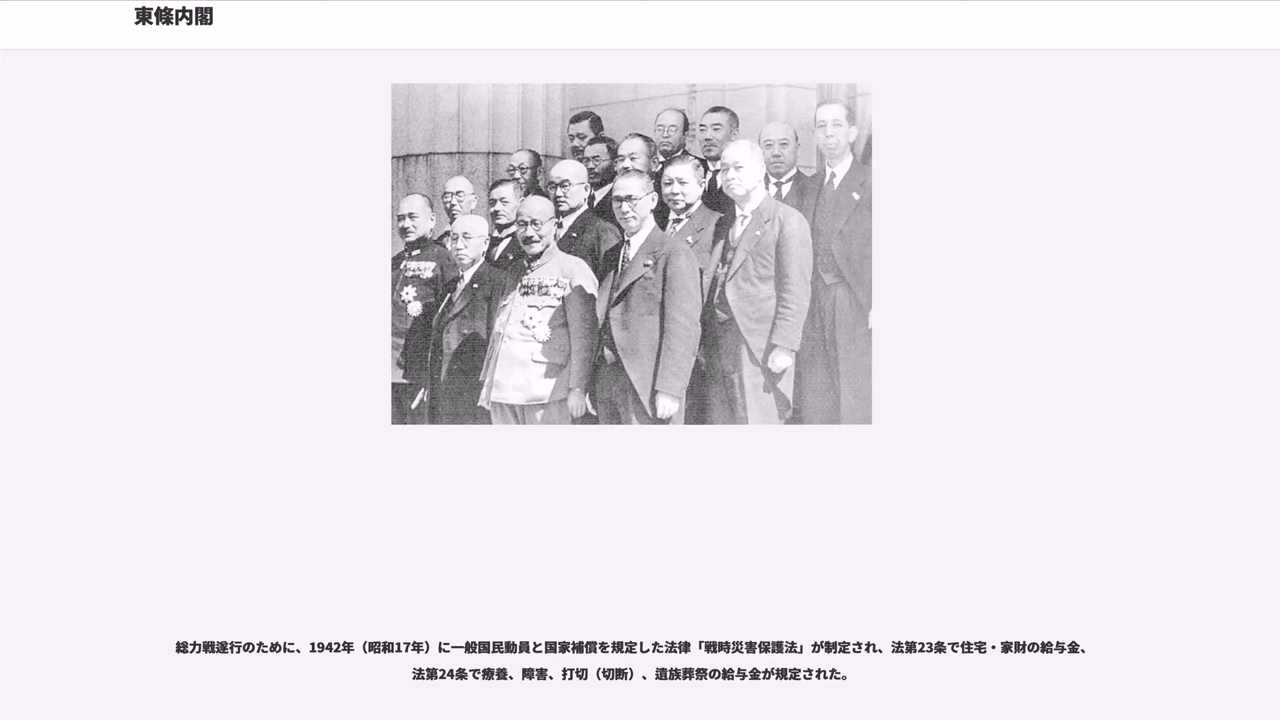 東條内閣
総力戦遂行のために、1942年（昭和17年）に一般国民動員と国家補償を規定した法律「戦時災害保護法」が制定され、法第23条で住宅・家財の給与金、
法第24条で療養、障害、打切（切断）、遺族葬祭の給与金が規定された。